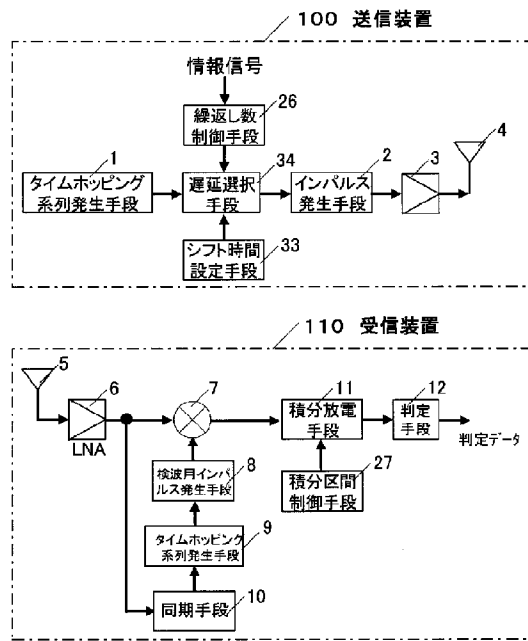 100 送信装置
情報信号
繰返し数
制御手段
26
1
タイムホッピング
系列発生手段
34
遅延選択
手段
2
インパルス
発生手段
3
4
シフト時間
設定手段
33
110 受信装置
5
6
LNA
7
11
積分放電
手段
12
判定
手段
判定データ
検波用インパ
ルス発生手段
8
積分区間
制御手段
27
タイムホッピング
系列発生手段
9
同期手段
10